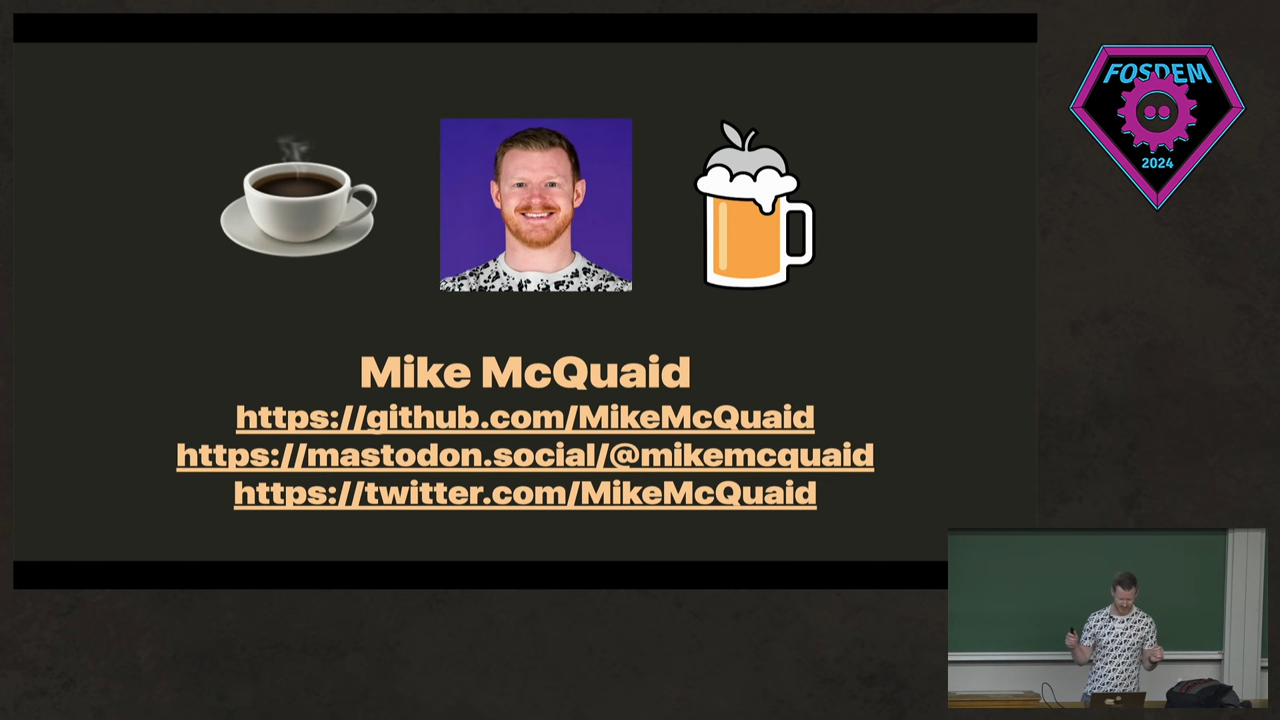 FOSDEM
2024
Mike McQuaid
https://github.com/MikeMcQuaid
https://mastodon.social/@mikemcquaid
https://twitter.com/MikeMcQuaid